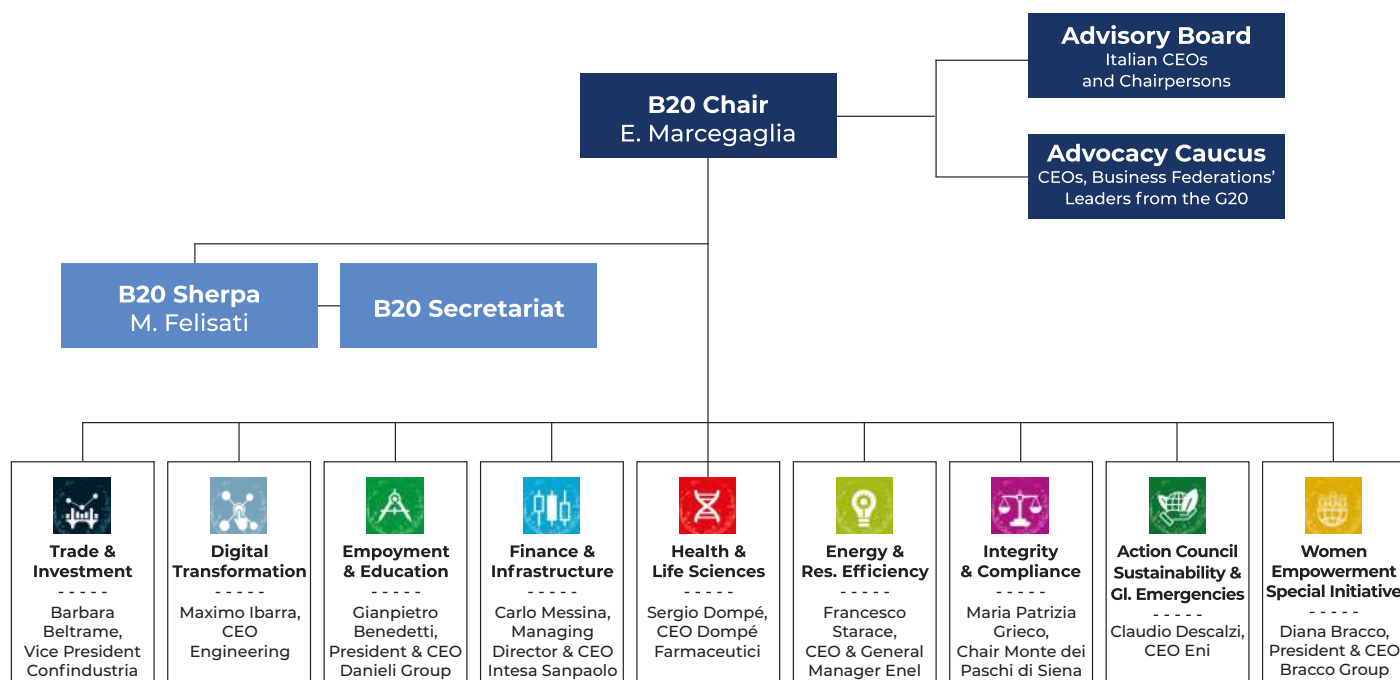 Advisory Board
Italian CEOs
and Chairpersons
B20 Chair
E. Marcegaglia
Advocacy Caucus
CEOs, Business Federations’
Leaders from the G20
B20 Sherpa
M. Felisati
B20 Secretariat
Trade &
Investment
- - - - -
Barbara
Beltrame,
Vice President
Confindustria
Digital
Transformation
- - - - -
Maximo Ibarra,
CEO
Engineering
Empoyment
& Education
- - - - -
Gianpietro
Benedetti,
President & CEO
Danieli Group
Finance &
Infrastructure
- - - - -
Carlo Messina,
Managing
Director & CEO
Intesa Sanpaolo
Health &
Life Sciences
- - - - -
Sergio Dompé,
CEO Dompé
Farmaceutici
Energy &
Res. Efficiency
- - - - -
Francesco
Starace,
CEO & General
Manager Enel
Integrity
& Compliance
- - - - -
Maria Patrizia
Grieco,
Chair Monte dei
Paschi di Siena
Action Council
Sustainability &
Gl. Emergencies
- - - - -
Claudio Descalzi,
CEO Eni
Women
Empowerment
Special Initiative
- - - - -
Diana Bracco,
President & CEO
Bracco Group